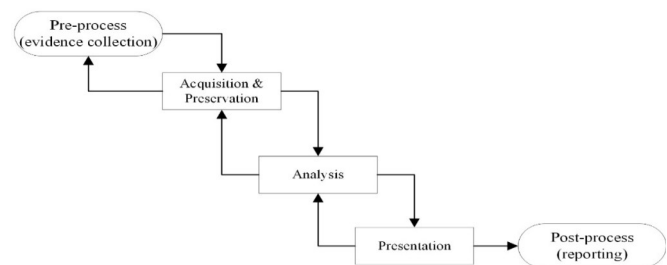 Pre-process
(evidence collection)
Acquisition &
Preservation
Analysis
Presentation
Post-process
(reporting)